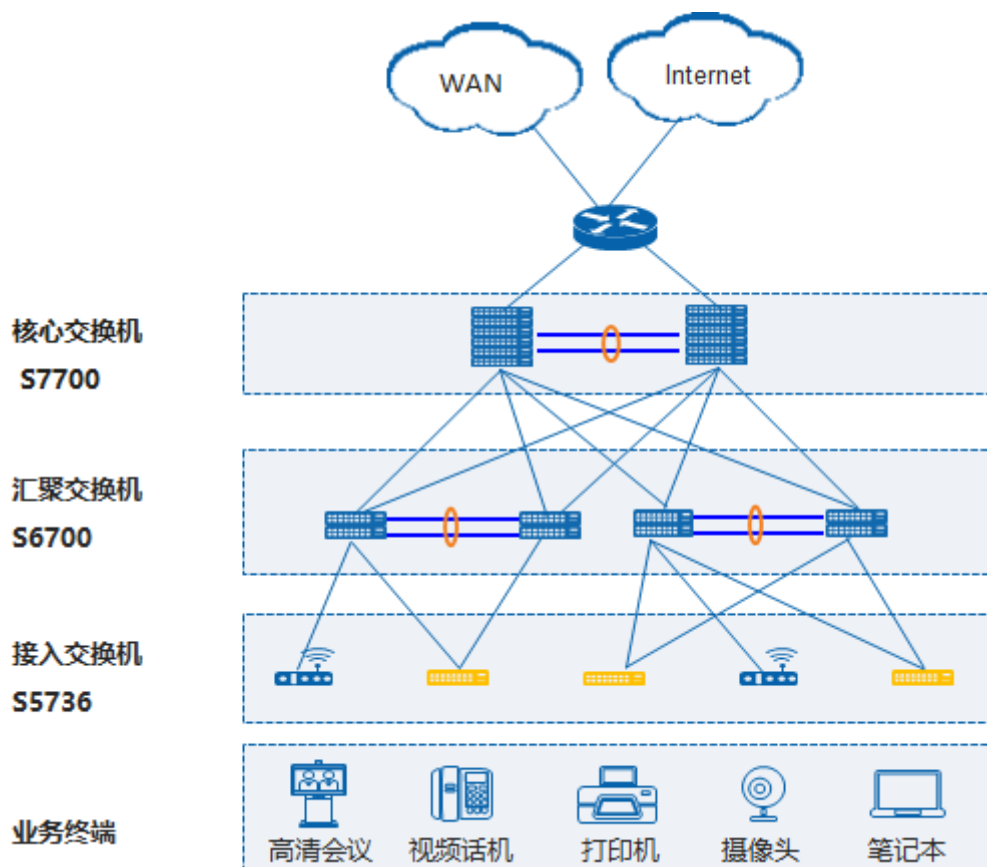 WAN
Internet
核心交换机
S7700
汇聚交换机
S6700
接入交换机
S5736
业务终端
高清会议 视频话机 打印机 摄像头 笔记本